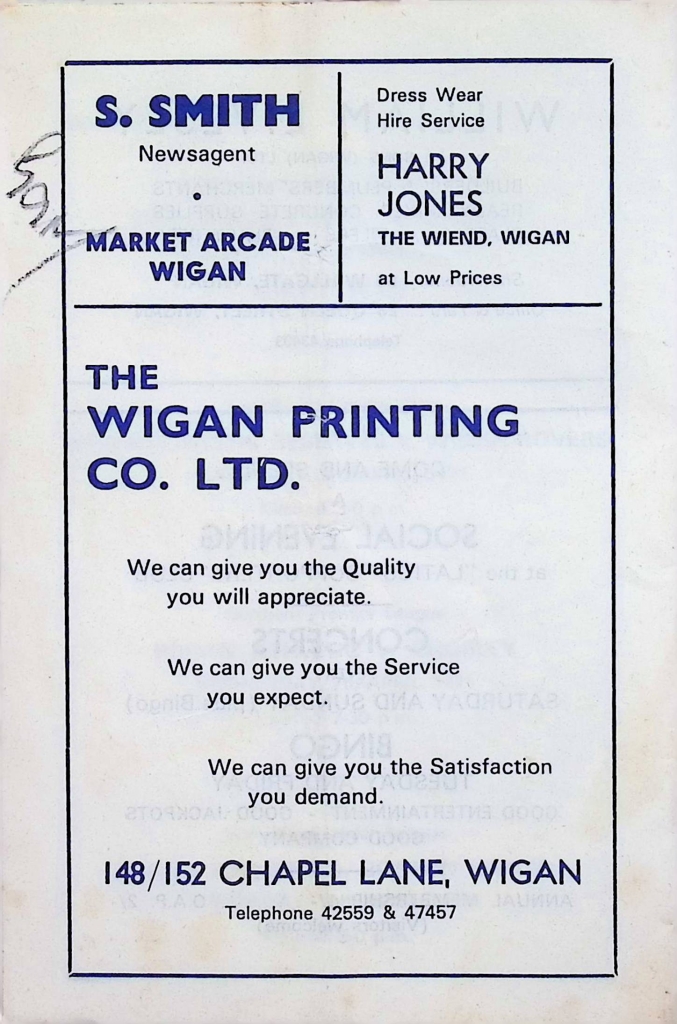 S. SMITH
Newsagent
•
MARKET ARCADE
WIGAN
Dress Wear
Hire Service
HARRY
JONES
THE WIEND, WIGAN
at Low Prices
THE
WIGAN PRINTING
CO. LTD.
We can give you the Quality
you will appreciate.
We can give you the Service
you expect.
We can give you the Satisfaction
you demand.
148/152 CHAPEL LANE, WIGAN
Telephone 42559 & 47457